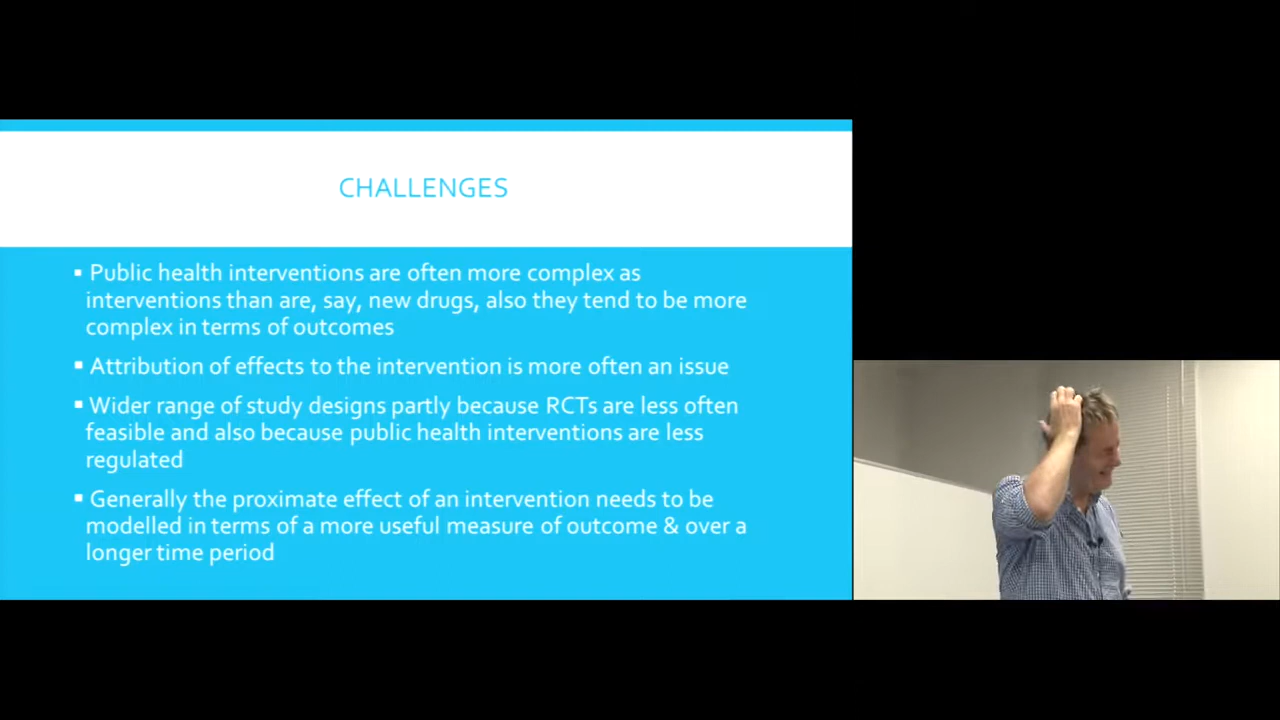 CHALLENGES
▪ Public health interventions are often more complex as
interventions than are, say, new drugs, also they tend to be more
complex in terms of outcomes
▪ Attribution of effects to the intervention is more often an issue
▪ Wider range of study designs partly because RCTs are less often
feasible and also because public health interventions are less
regulated
▪ Generally the proximate effect of an intervention needs to be
modelled in terms of a more useful measure of outcome & over a
longer time period